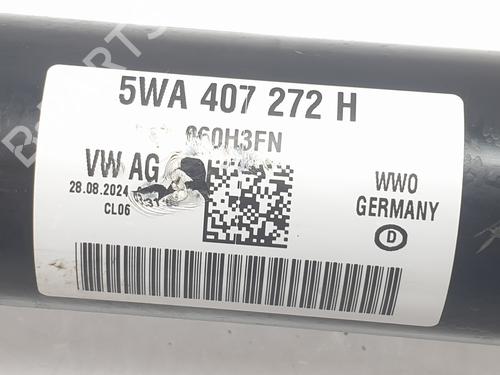 5WA 407 272 H
060H3FN
VW AG
28.08.2024
CL06
WWO
GERMANY
D